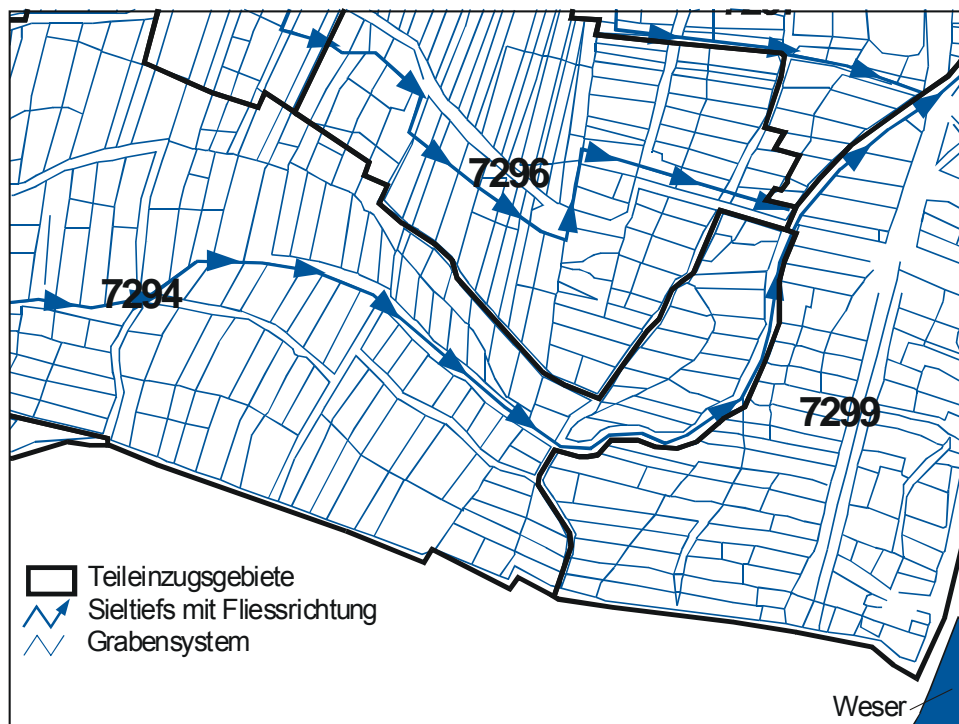 7296
7294
7299
Teileinzugsgebiete
Sieltiefs mit Fliessrichtung
Grabensystem
Weser